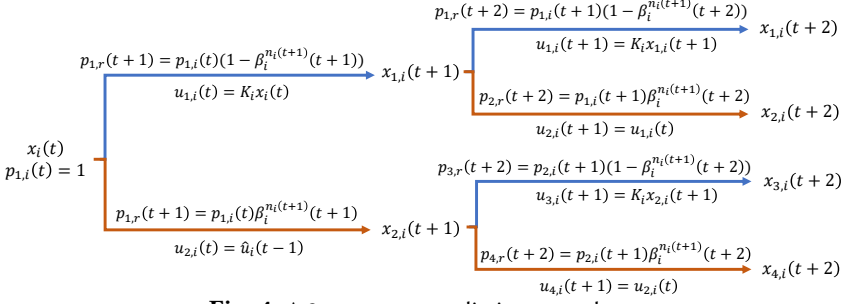 p_{1,r}(t+2) = p_{1,i}(t+1)(1 − β_i^{n_i(t+1)}(t+2))
x_{1,i}(t+2)
u_{1,i}(t+1) = K_i x_{1,i}(t+1)
p_{1,r}(t+1) = p_{1,i}(t)(1 − β_i^{n_i(t+1)}(t+1))
x_{1,i}(t+1)
u_{1,i}(t) = K_i x_i(t)
p_{2,r}(t+2) = p_{1,i}(t+1)β_i^{n_i(t+1)}(t+2)
x_{2,i}(t+2)
u_{2,i}(t+1) = u_{1,i}(t)
x_i(t)
p_{1,i}(t) = 1
p_{3,r}(t+2) = p_{2,i}(t+1)(1 − β_i^{n_i(t+1)}(t+2))
x_{3,i}(t+2)
u_{3,i}(t+1) = K_i x_{2,i}(t+1)
p_{1,r}(t+1) = p_{1,i}(t)β_i^{n_i(t+1)}(t+1)
x_{2,i}(t+1)
u_{2,i}(t) = û_i(t−1)
p_{4,r}(t+2) = p_{2,i}(t+1)β_i^{n_i(t+1)}(t+2)
x_{4,i}(t+2)
u_{4,i}(t+1) = u_{2,i}(t)